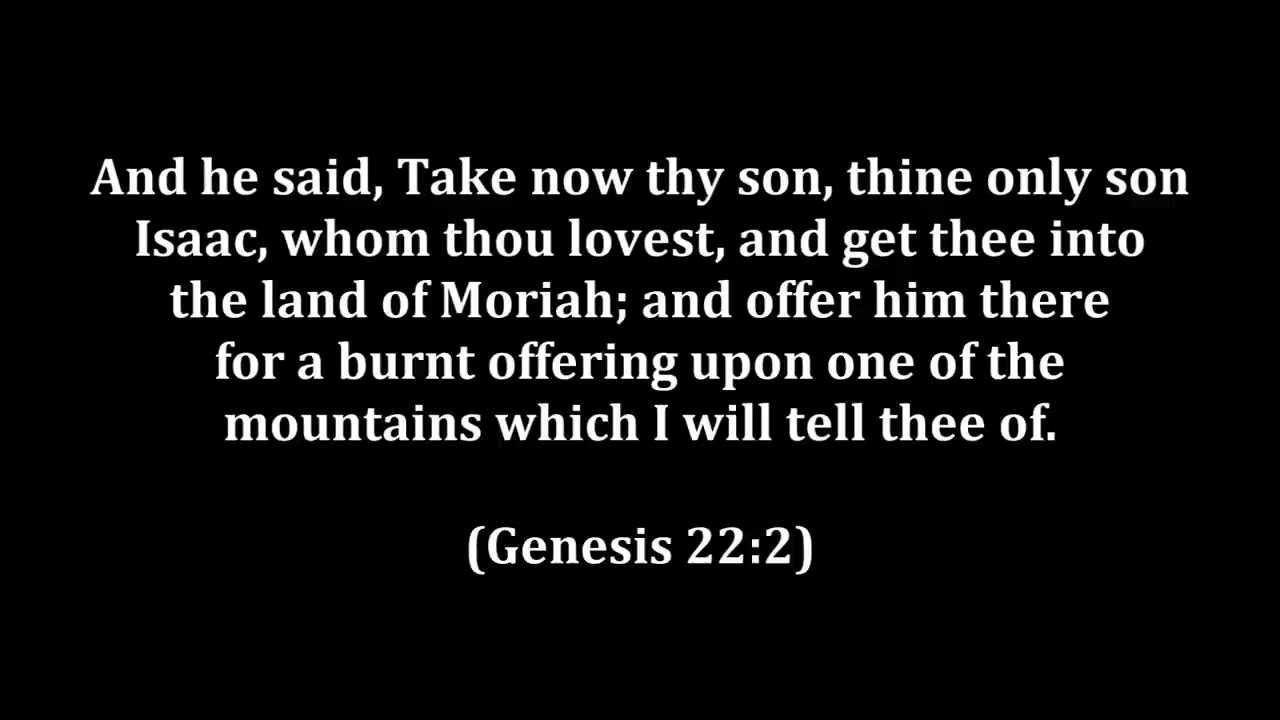 And he said, Take now thy son, thine only son
Isaac, whom thou lovest, and get thee into
the land of Moriah; and offer him there
for a burnt offering upon one of the
mountains which I will tell thee of.
(Genesis 22:2)